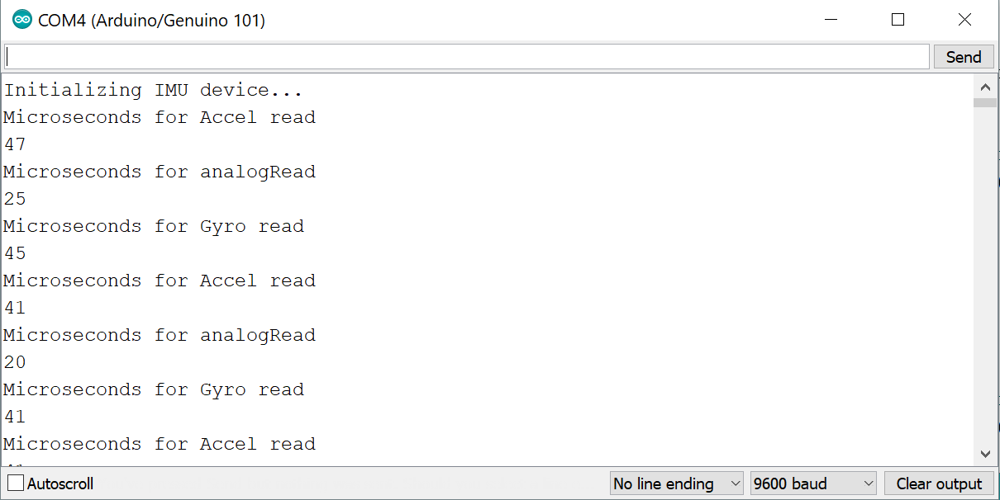 COM4 (Arduino/Genuino 101)
Send
Initializing IMU device...
Microseconds for Accel read
47
Microseconds for analogRead
25
Microseconds for Gyro read
45
Microseconds for Accel read
41
Microseconds for analogRead
20
Microseconds for Gyro read
41
Microseconds for Accel read
Autoscroll
No line ending
9600 baud
Clear output